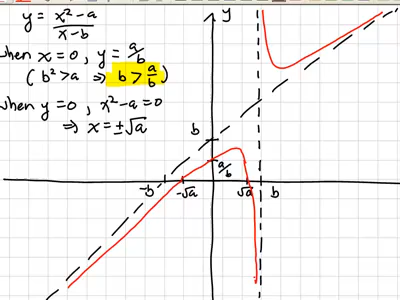 y = x²-a/x-b
when x=0, y = a/b
(b²>a ⇒ b > a/b)
when y=0, x²-a=0
⇒ x=±√a
y
b
a/b
-b -√a √a b